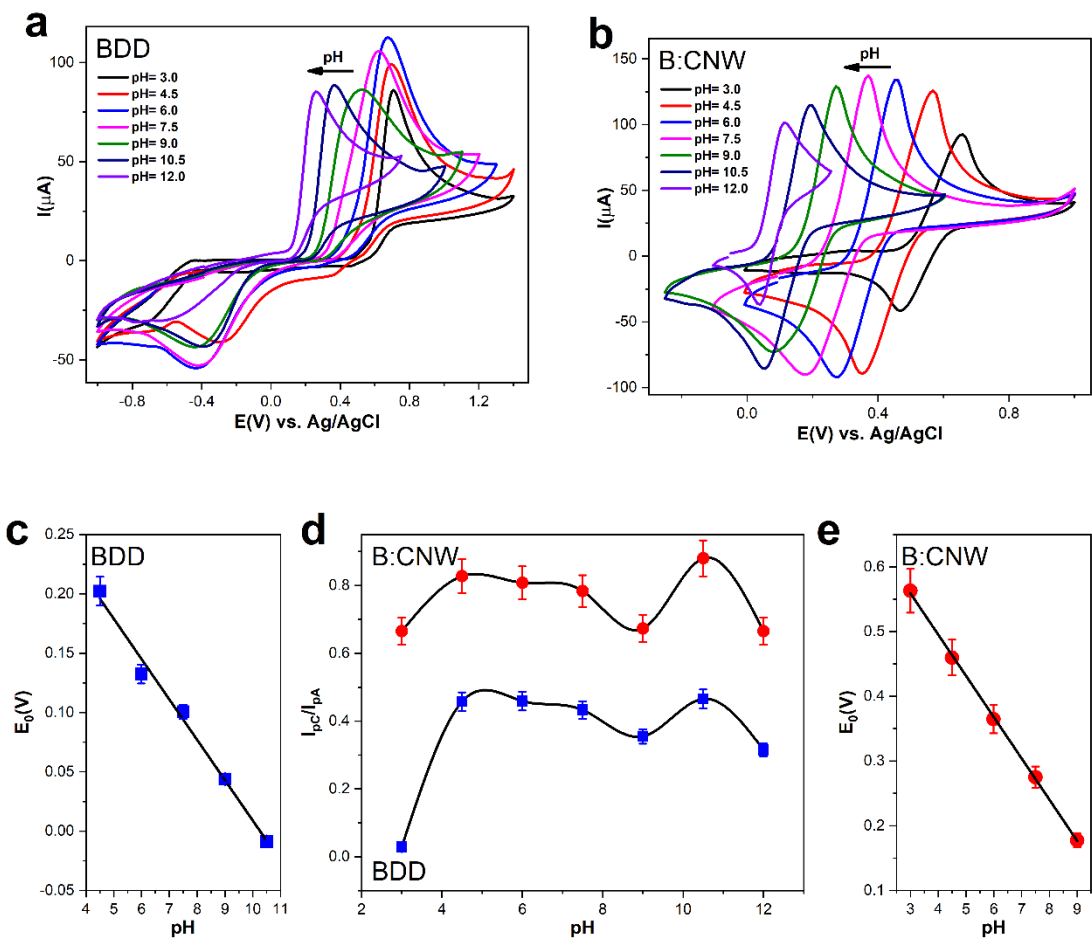 a
BDD
pH
pH= 3.0
pH= 4.5
pH= 6.0
pH= 7.5
pH= 9.0
pH= 10.5
pH= 12.0
I(μA)
100
50
0
-50
-0.8 -0.4 0.0 0.4 0.8 1.2
E(V) vs. Ag/AgCl
b
B:CNW
pH
pH= 3.0
pH= 4.5
pH= 6.0
pH= 7.5
pH= 9.0
pH= 10.5
pH= 12.0
I(μA)
150
100
50
0
-50
-100
0.0 0.4 0.8
E(V) vs. Ag/AgCl
c
BDD
E0(V)
0.25
0.20
0.15
0.10
0.05
0.00
-0.05
4 5 6 7 8 9 10 11
pH
d
B:CNW
IpC/IpA
0.8
0.6
0.4
0.2
0.0
BDD
2 4 6 8 10 12
pH
e
B:CNW
E0(V)
0.6
0.5
0.4
0.3
0.2
0.1
3 4 5 6 7 8 9
pH